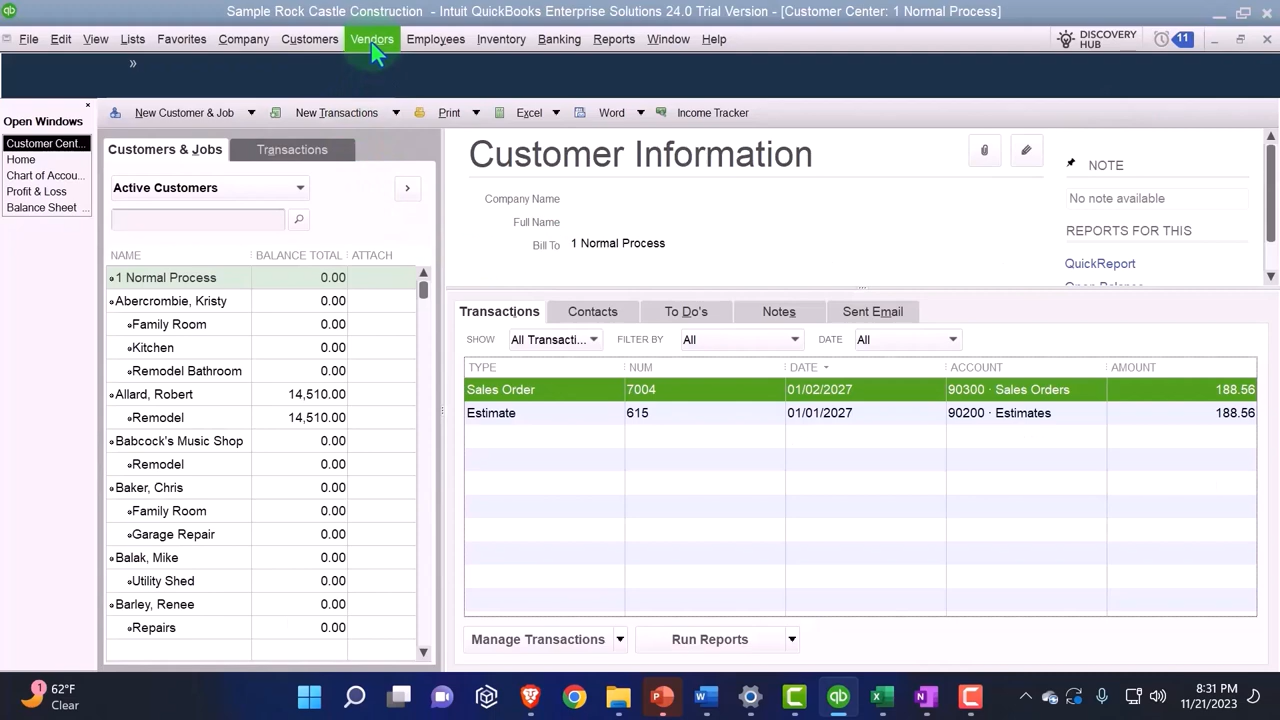 Sample Rock Castle Construction - Intuit QuickBooks Enterprise Solutions 24.0 Trial Version - [Customer Center: 1 Normal Process]
File Edit View Lists Favorites Company Customers Vendors Employees Inventory Banking Reports Window Help DISCOVERY HUB 11
»
New Customer & Job New Transactions Print Excel Word Income Tracker
Open Windows
Customer Cent...
Home
Chart of Accou...
Profit & Loss
Balance Sheet ...
Customers & Jobs Transactions
Active Customers
NAME BALANCE TOTAL ATTACH
1 Normal Process 0.00
Abercrombie, Kristy 0.00
Family Room 0.00
Kitchen 0.00
Remodel Bathroom 0.00
Allard, Robert 14,510.00
Remodel 14,510.00
Babcock's Music Shop 0.00
Remodel 0.00
Baker, Chris 0.00
Family Room 0.00
Garage Repair 0.00
Balak, Mike 0.00
Utility Shed 0.00
Barley, Renee 0.00
Repairs 0.00
Customer Information
Company Name
Full Name
Bill To 1 Normal Process
NOTE
No note available
REPORTS FOR THIS
QuickReport
Open Balance
Transactions Contacts To Do's Notes Sent Email
SHOW All Transacti... FILTER BY All DATE All
TYPE NUM DATE ACCOUNT AMOUNT
Sales Order 7004 01/02/2027 90300 · Sales Orders 188.56
Estimate 615 01/01/2027 90200 · Estimates 188.56
Manage Transactions Run Reports
1 62°F
Clear
8:31 PM
11/21/2023